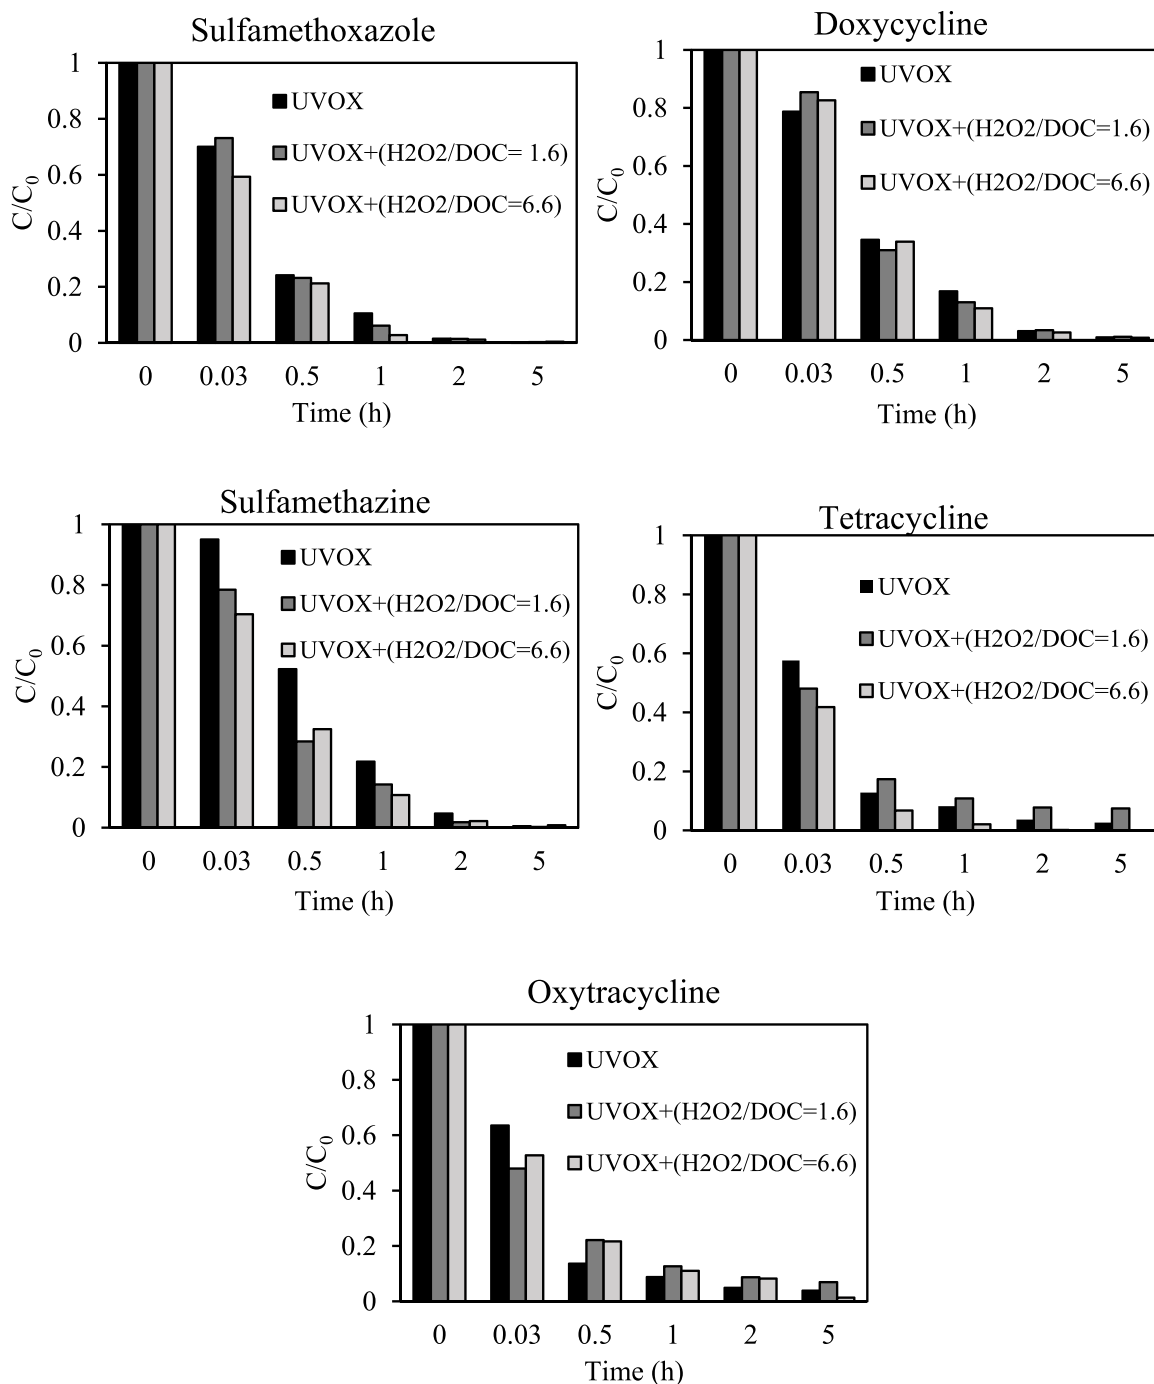 Sulfamethoxazole
1
0.8
0.6
0.4
0.2
0
C/C0
UVOX
UVOX+(H2O2/DOC= 1.6)
UVOX+(H2O2/DOC=6.6)
0 0.03 0.5 1 2 5
Time (h)
Doxycycline
1
0.8
0.6
0.4
0.2
0
C/C0
UVOX
UVOX+(H2O2/DOC=1.6)
UVOX+(H2O2/DOC=6.6)
0 0.03 0.5 1 2 5
Time (h)
Sulfamethazine
1
0.8
0.6
0.4
0.2
0
C/C0
UVOX
UVOX+(H2O2/DOC=1.6)
UVOX+(H2O2/DOC=6.6)
0 0.03 0.5 1 2 5
Time (h)
Tetracycline
1
0.8
0.6
0.4
0.2
0
C/C0
UVOX
UVOX+(H2O2/DOC=1.6)
UVOX+(H2O2/DOC=6.6)
0 0.03 0.5 1 2 5
Time (h)
Oxytracycline
1
0.8
0.6
0.4
0.2
0
C/C0
UVOX
UVOX+(H2O2/DOC=1.6)
UVOX+(H2O2/DOC=6.6)
0 0.03 0.5 1 2 5
Time (h)